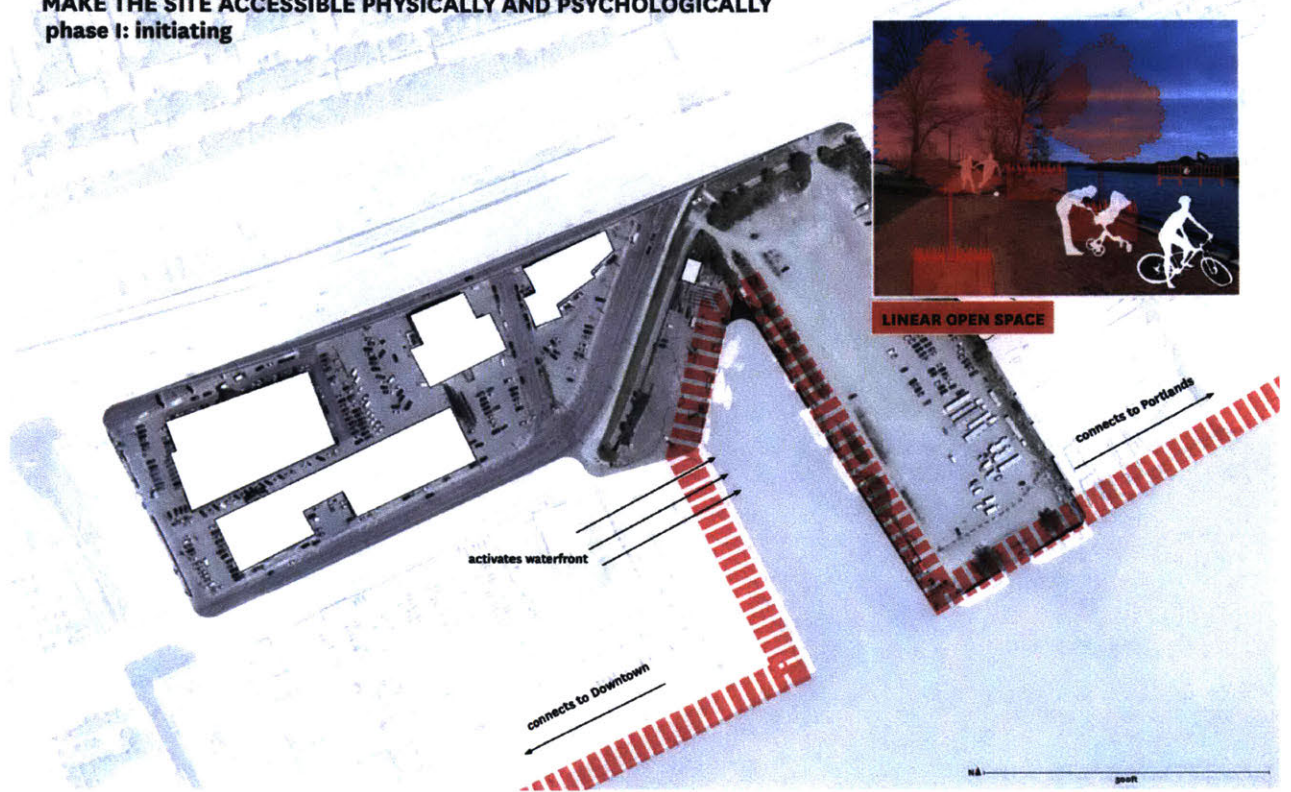 MAKE THE SITE ACCESSIBLE PHYSICALLY AND PSYCHOLOGICALLY
phase I: initiating
LINEAR OPEN SPACE
connects to Portlands
activates waterfront
connects to Downtown
N